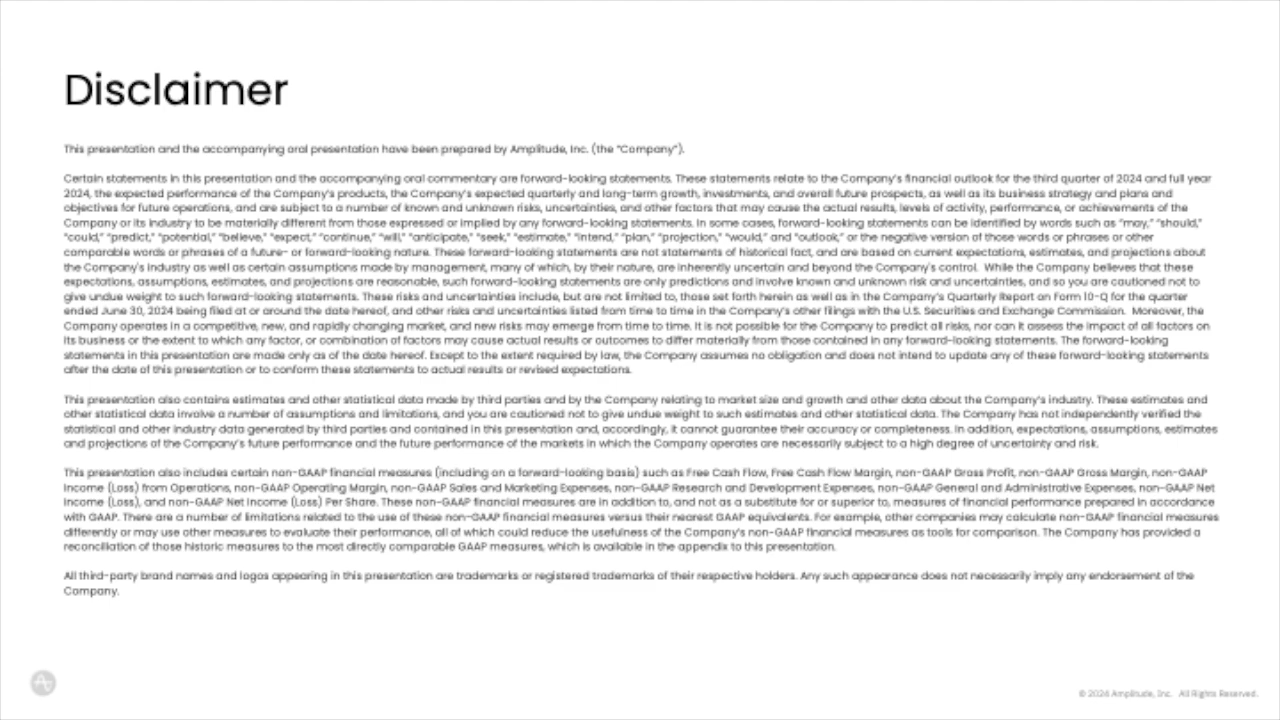 Disclaimer
This presentation and the accompanying oral presentation have been prepared by Amplitude, Inc. (the “Company”).
Certain statements in this presentation and the accompanying oral commentary are forward-looking statements. These statements relate to the Company’s financial outlook for the third quarter of 2024 and full year
2024, the expected performance of the Company’s products, the Company’s expected quarterly and long-term growth, investments, and overall future prospects, as well as its business strategy and plans and
objectives for future operations, and are subject to a number of known and unknown risks, uncertainties, and other factors that may cause the actual results, levels of activity, performance, or achievements of the
Company or its industry to be materially different from those expressed or implied by any forward-looking statements. In some cases, forward-looking statements can be identified by words such as “may,” “should,”
“could,” “predict,” “potential,” “believe,” “expect,” “continue,” “will,” “anticipate,” “seek,” “estimate,” “intend,” “plan,” “projection,” “would,” and “outlook,” or the negative version of those words or phrases or other
comparable words or phrases of a future- or forward-looking nature. These forward-looking statements are not statements of historical fact, and are based on current expectations, estimates, and projections about
the Company's industry as well as certain assumptions made by management, many of which, by their nature, are inherently uncertain and beyond the Company's control. While the Company believes that these
expectations, assumptions, estimates, and projections are reasonable, such forward-looking statements are only predictions and involve known and unknown risk and uncertainties, and so you are cautioned not to
give undue weight to such forward-looking statements. These risks and uncertainties include, but are not limited to, those set forth herein as well as in the Company’s Quarterly Report on Form 10-Q for the quarter
ended June 30, 2024 being filed at or around the date hereof, and other risks and uncertainties listed from time to time in the Company’s other filings with the U.S. Securities and Exchange Commission. Moreover, the
Company operates in a competitive, new, and rapidly changing market, and new risks may emerge from time to time. It is not possible for the Company to predict all risks, nor can it assess the impact of all factors on
its business or the extent to which any factor, or combination of factors may cause actual results or outcomes to differ materially from those contained in any forward-looking statements. The forward-looking
statements in this presentation are made only as of the date hereof. Except to the extent required by law, the Company assumes no obligation and does not intend to update any of these forward-looking statements
after the date of this presentation or to conform these statements to actual results or revised expectations.
This presentation also contains estimates and other statistical data made by third parties and by the Company relating to market size and growth and other data about the Company’s industry. These estimates and
other statistical data involve a number of assumptions and limitations, and you are cautioned not to give undue weight to such estimates and other statistical data. The Company has not independently verified the
statistical and other industry data generated by third parties and contained in this presentation and, accordingly, it cannot guarantee their accuracy or completeness. In addition, expectations, assumptions, estimates
and projections of the Company’s future performance and the future performance of the markets in which the Company operates are necessarily subject to a high degree of uncertainty and risk.
This presentation also includes certain non-GAAP financial measures (including on a forward-looking basis) such as Free Cash Flow, Free Cash Flow Margin, non-GAAP Gross Profit, non-GAAP Gross Margin, non-GAAP
Income (Loss) from Operations, non-GAAP Operating Margin, non-GAAP Sales and Marketing Expenses, non-GAAP Research and Development Expenses, non-GAAP General and Administrative Expenses, non-GAAP Net
Income (Loss), and non-GAAP Net Income (Loss) Per Share. These non-GAAP financial measures are in addition to, and not as a substitute for or superior to, measures of financial performance prepared in accordance
with GAAP. There are a number of limitations related to the use of these non-GAAP financial measures versus their nearest GAAP equivalents. For example, other companies may calculate non-GAAP financial measures
differently or may use other measures to evaluate their performance, all of which could reduce the usefulness of the Company’s non-GAAP financial measures as tools for comparison. The Company has provided a
reconciliation of those historic measures to the most directly comparable GAAP measures, which is available in the appendix to this presentation.
All third-party brand names and logos appearing in this presentation are trademarks or registered trademarks of their respective holders. Any such appearance does not necessarily imply any endorsement of the
Company.
© 2024 Amplitude, Inc. All Rights Reserved.